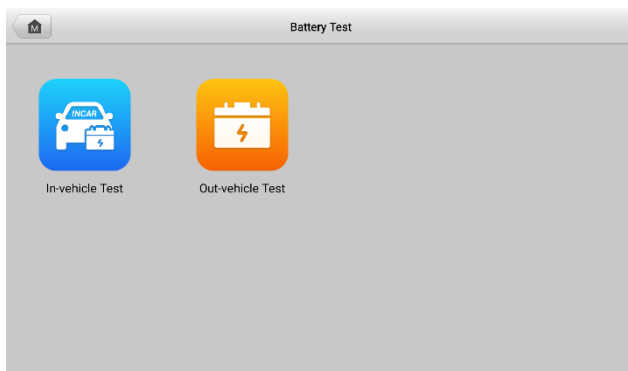 M
Battery Test
INCAR
In-vehicle Test
Out-vehicle Test